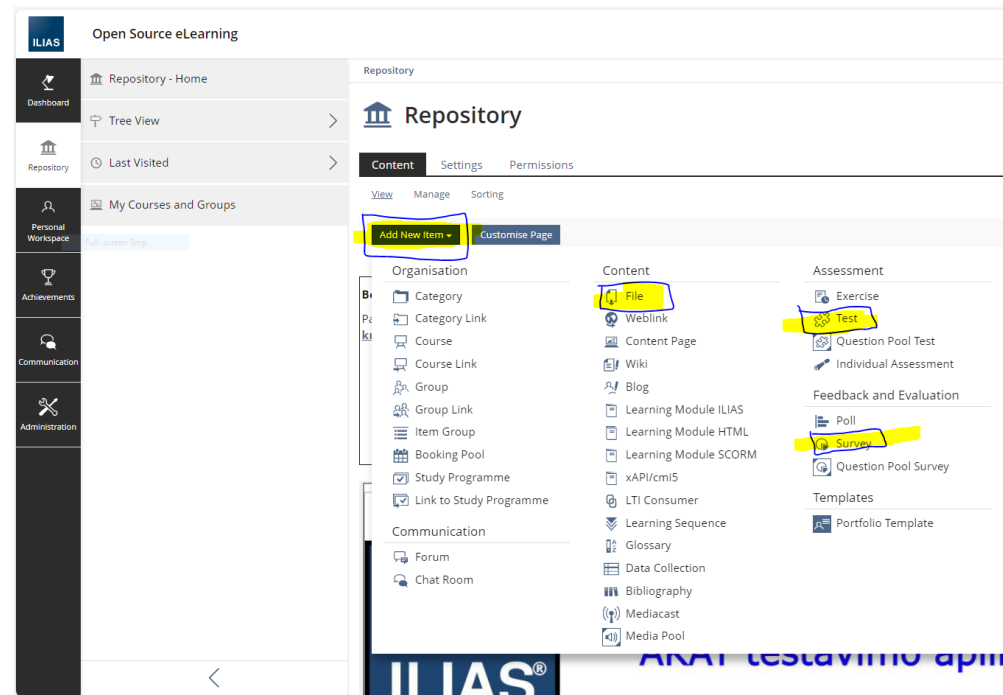 ILIAS
Open Source eLearning
Dashboard
Repository
Personal
Workspace
Achievements
Communication
Administration
Repository - Home
Tree View
Last Visited
My Courses and Groups
Full-screen Snip
Repository
Repository
Content Settings Permissions
View Manage Sorting
Add New Item Customise Page
Organisation
Category
Category Link
Course
Course Link
Group
Group Link
Item Group
Booking Pool
Study Programme
Link to Study Programme
Communication
Forum
Chat Room
Content
File
Weblink
Content Page
Wiki
Blog
Learning Module ILIAS
Learning Module HTML
Learning Module SCORM
xAPI/cmi5
LTI Consumer
Learning Sequence
Glossary
Data Collection
Bibliography
Mediacast
Media Pool
Assessment
Exercise
Test
Question Pool Test
Individual Assessment
Feedback and Evaluation
Poll
Survey
Question Pool Survey
Templates
Portfolio Template
ILIAS®
testavimo